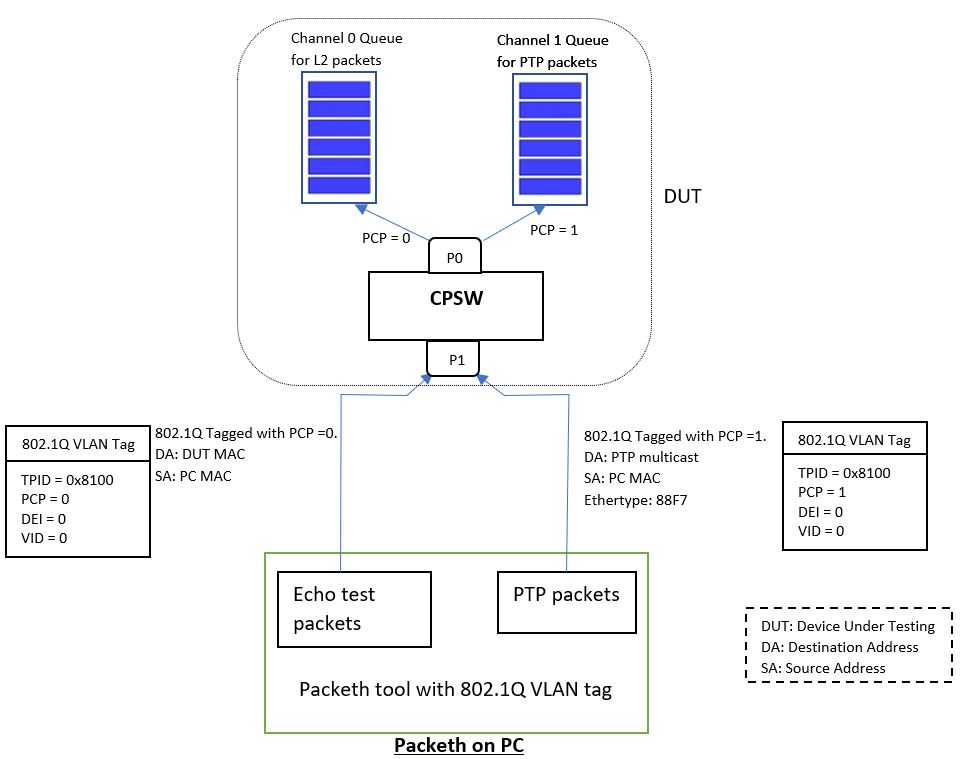 Channel 0 Queue
for L2 packets
Channel 1 Queue
for PTP packets
DUT
PCP = 0
PCP = 1
P0
CPSW
P1
802.1Q VLAN Tag
TPID = 0x8100
PCP = 0
DEI = 0
VID = 0
802.1Q Tagged with PCP =0.
DA: DUT MAC
SA: PC MAC
802.1Q Tagged with PCP =1.
DA: PTP multicast
SA: PC MAC
Ethertype: 88F7
802.1Q VLAN Tag
TPID = 0x8100
PCP = 1
DEI = 0
VID = 0
Echo test
packets
PTP packets
Packeth tool with 802.1Q VLAN tag
Packeth on PC
DUT: Device Under Testing
DA: Destination Address
SA: Source Address